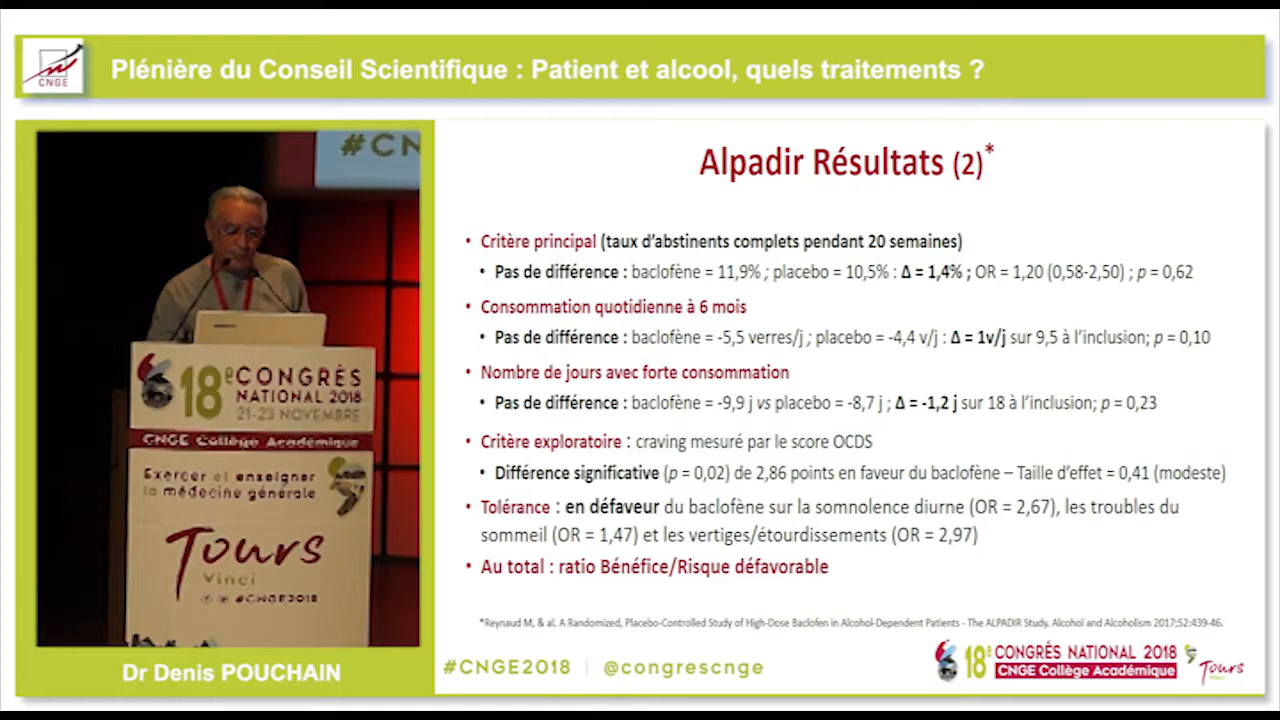 CNGE
Plénière du Conseil Scientifique : Patient et alcool, quels traitements ?
#CN
18e CONGRÈS
NATIONAL 2018
21-23 NOVEMBRE
CNGE Collège Académique
Exercer et enseigner
la médecine générale
Tours
Vinci
#CNGE2018
Dr Denis POUCHAIN
Alpadir Résultats (2)*
• Critère principal (taux d'abstinents complets pendant 20 semaines)
• Pas de différence : baclofène = 11,9% ; placebo = 10,5% : Δ = 1,4% ; OR = 1,20 (0,58-2,50) ; p = 0,62
• Consommation quotidienne à 6 mois
• Pas de différence : baclofène = -5,5 verres/j ; placebo = -4,4 v/j : Δ = 1v/j sur 9,5 à l'inclusion; p = 0,10
• Nombre de jours avec forte consommation
• Pas de différence : baclofène = -9,9 j vs placebo = -8,7 j ; Δ = -1,2 j sur 18 à l'inclusion; p = 0,23
• Critère exploratoire : craving mesuré par le score OCDS
• Différence significative (p = 0,02) de 2,86 points en faveur du baclofène – Taille d'effet = 0,41 (modeste)
• Tolérance : en défaveur du baclofène sur la somnolence diurne (OR = 2,67), les troubles du
sommeil (OR = 1,47) et les vertiges/étourdissements (OR = 2,97)
• Au total : ratio Bénéfice/Risque défavorable
*Reynaud M, & al. A Randomized, Placebo-Controlled Study of High-Dose Baclofen in Alcohol-Dependent Patients - The ALPADIR Study. Alcohol and Alcoholism 2017;52:439-46.
#CNGE2018 | @congrescnge
18e CONGRÈS NATIONAL 2018
CNGE Collège Académique
Tours